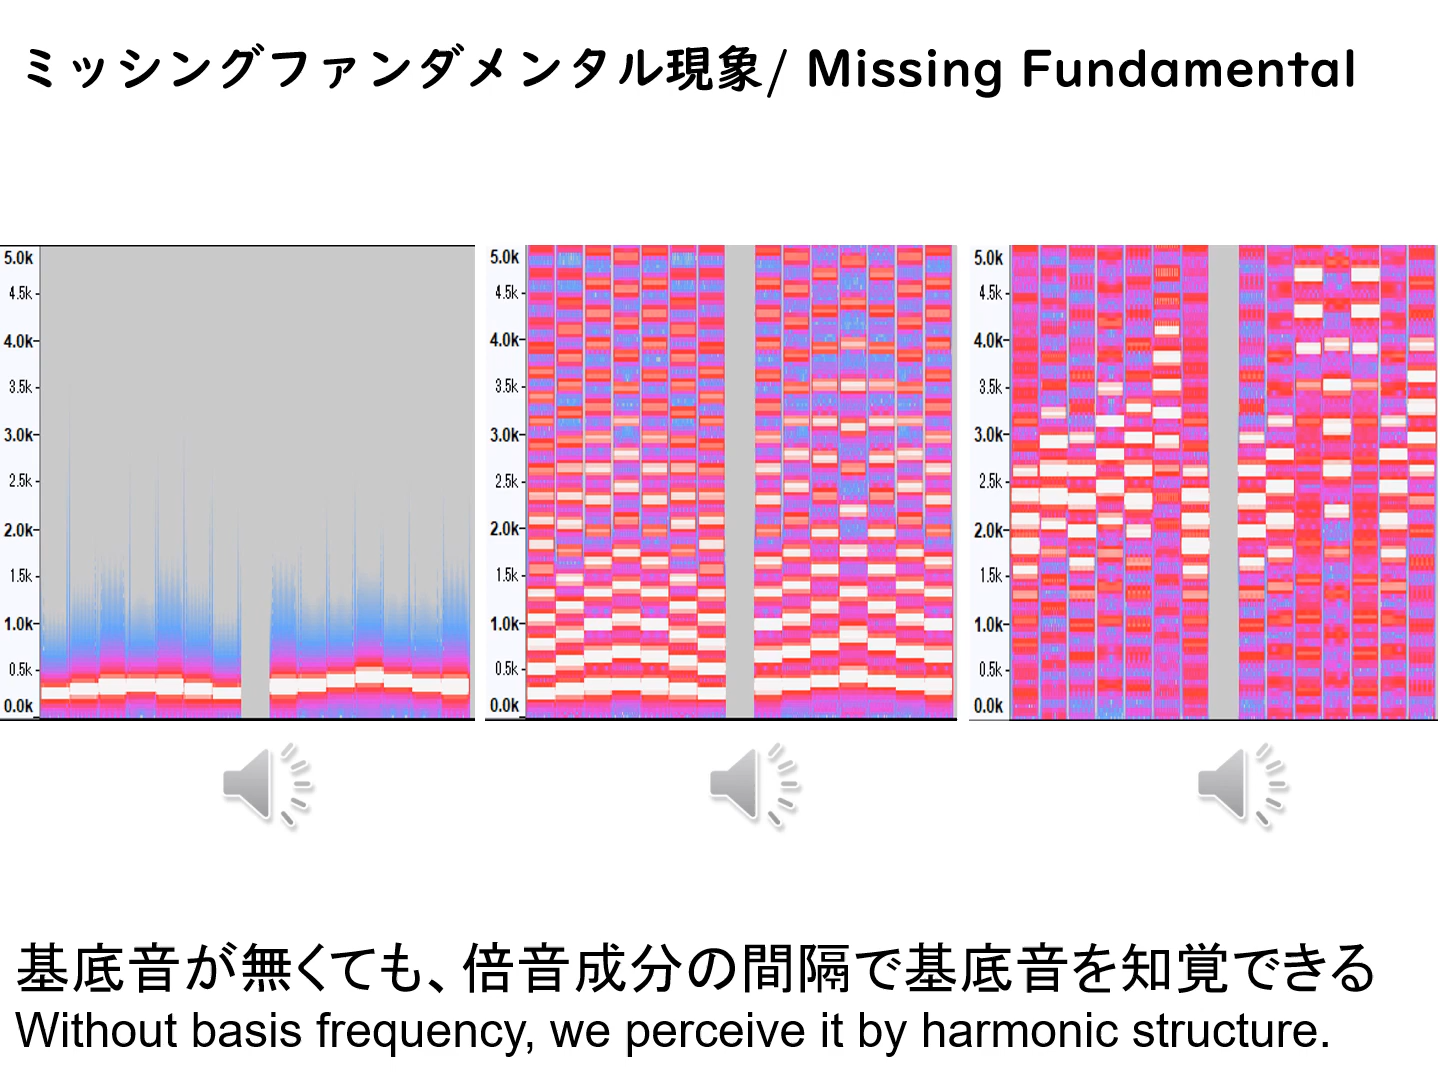 ミッシングファンダメンタル現象/ Missing Fundamental
5.0k
4.5k
4.0k
3.5k
3.0k
2.5k
2.0k
1.5k
1.0k
0.5k
0.0k
5.0k
4.5k
4.0k
3.5k
3.0k
2.5k
2.0k
1.5k
1.0k
0.5k
0.0k
5.0k
4.5k
4.0k
3.5k
3.0k
2.5k
2.0k
1.5k
1.0k
0.5k
0.0k
基底音が無くても、倍音成分の間隔で基底音を知覚できる
Without basis frequency, we perceive it by harmonic structure.